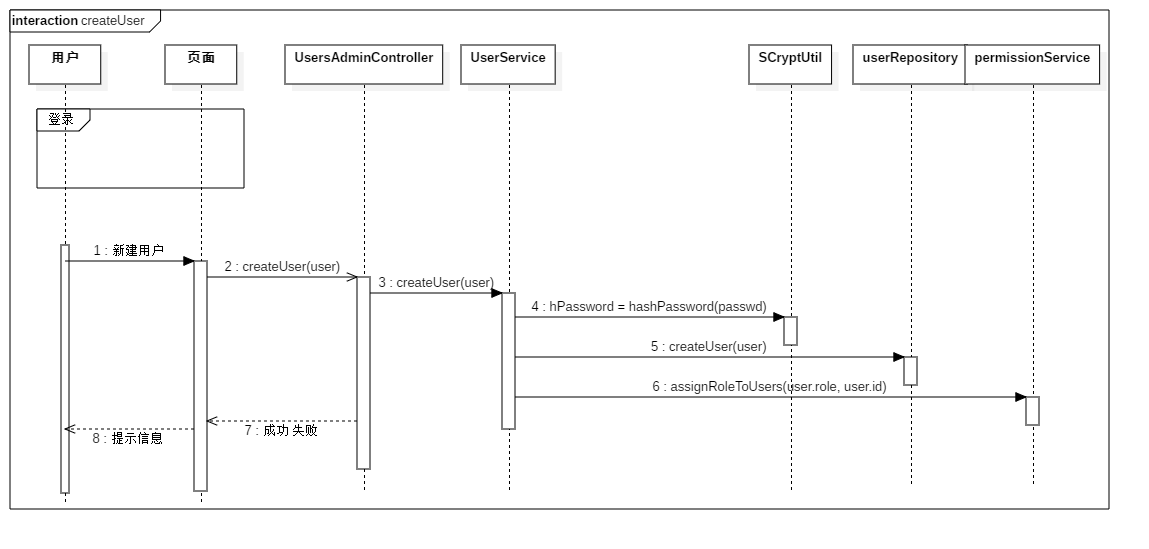 interaction createUser
用户
页面
UsersAdminController
UserService
SCryptUtil
userRepository
permissionService
登录
1 : 新建用户
2 : createUser(user)
3 : createUser(user)
4 : hPassword = hashPassword(passwd)
5 : createUser(user)
6 : assignRoleToUsers(user.role, user.id)
7 : 成功 失败
8 : 提示信息